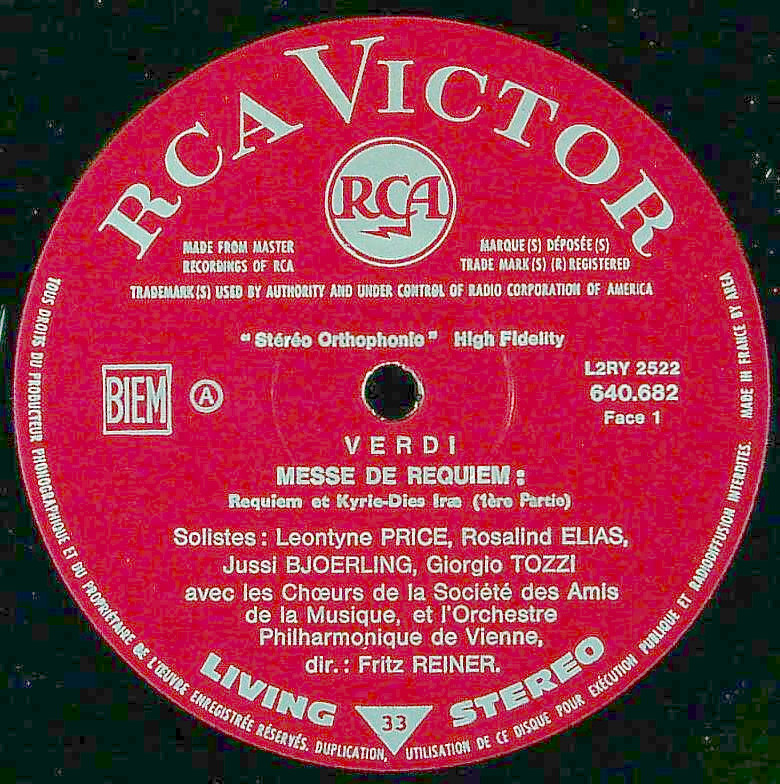 RCA VICTOR
RCA
MADE FROM MASTER
RECORDINGS OF RCA
MARQUE(S) DÉPOSÉE(S)
TRADE MARK(S) (R) REGISTERED
TRADEMARK(S) USED BY AUTHORITY AND UNDER CONTROL OF RADIO CORPORATION OF AMERICA
"Stéréo Orthophonie" High Fidelity
BIEM
A
L2RY 2522
640.682
Face 1
VERDI
MESSE DE REQUIEM :
Requiem et Kyrie-Dies Iræ (1ère Partie)
Solistes : Leontyne PRICE, Rosalind ELIAS,
Jussi BJOERLING, Giorgio TOZZI
avec les Chœurs de la Société des Amis
de la Musique, et l'Orchestre
Philharmonique de Vienne,
dir. : Fritz REINER.
LIVING STEREO
33
TOUS DROITS DU PRODUCTEUR PHONOGRAPHIQUE ET DU PROPRIÉTAIRE DE L'ŒUVRE ENREGISTRÉE RÉSERVÉS. DUPLICATION, UTILISATION DE CE DISQUE POUR EXÉCUTION PUBLIQUE ET RADIODIFFUSION INTERDITES. MADE IN FRANCE BY AREA